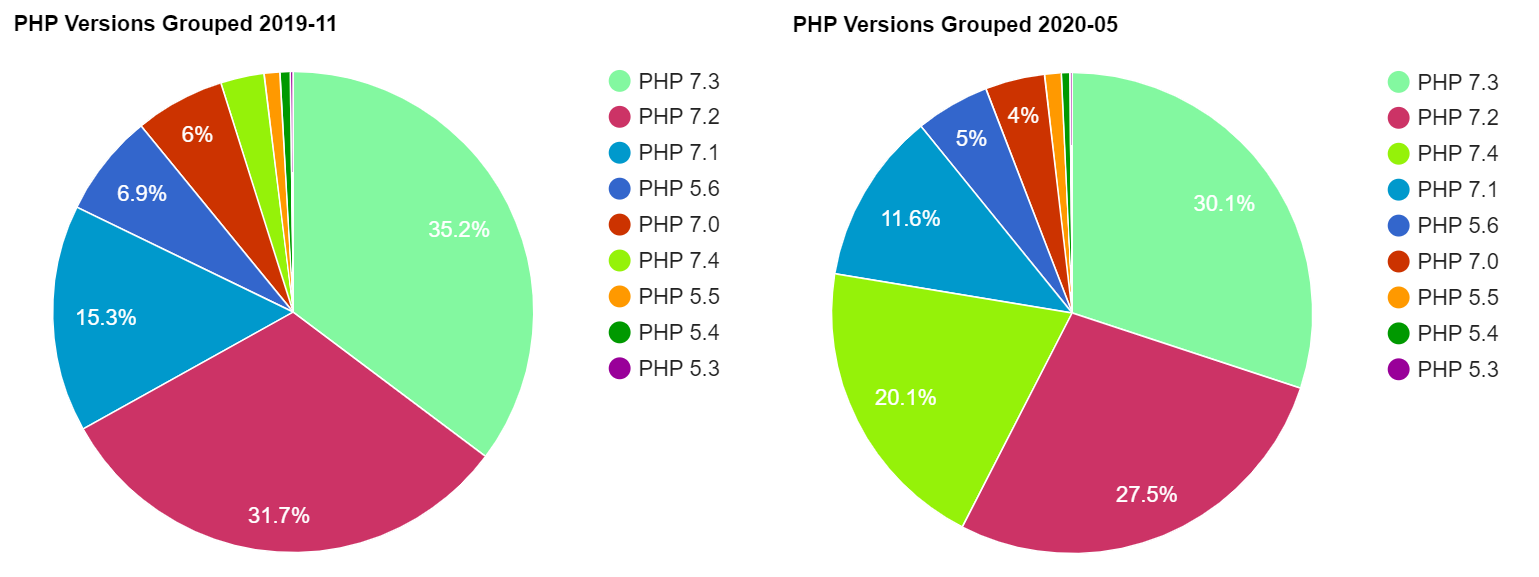 PHP Versions Grouped 2019-11
35.2%
31.7%
15.3%
6.9%
6%
PHP 7.3
PHP 7.2
PHP 7.1
PHP 5.6
PHP 7.0
PHP 7.4
PHP 5.5
PHP 5.4
PHP 5.3
PHP Versions Grouped 2020-05
30.1%
27.5%
20.1%
11.6%
5%
4%
PHP 7.3
PHP 7.2
PHP 7.4
PHP 7.1
PHP 5.6
PHP 7.0
PHP 5.5
PHP 5.4
PHP 5.3